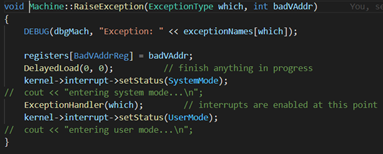 void Machine::RaiseException(ExceptionType which, int badVAddr)
{
    DEBUG(dbgMach, "Exception: " << exceptionNames[which]);

    registers[BadVAddrReg] = badVAddr;
    DelayedLoad(0, 0);          // finish anything in progress
    kernel->interrupt->setStatus(SystemMode);
//  cout << "entering system mode...\n";
    ExceptionHandler(which);       // interrupts are enabled at this point
    kernel->interrupt->setStatus(UserMode);
//  cout << "entering user mode...\n";
}